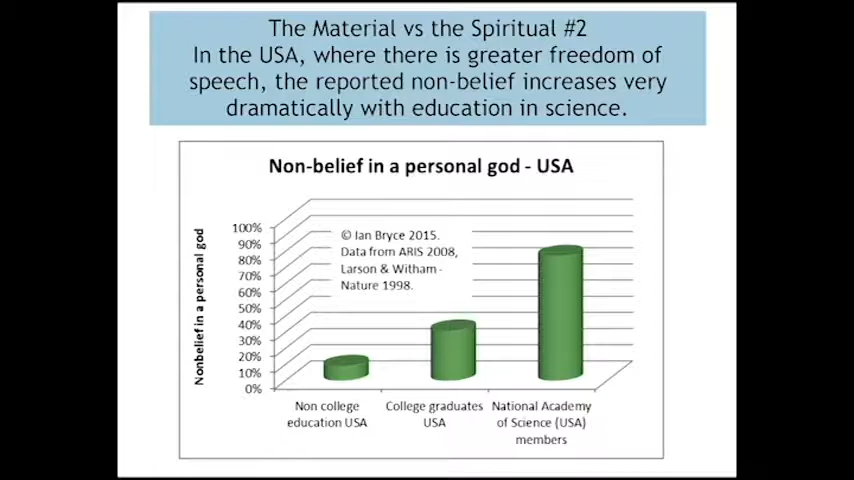 The Material vs the Spiritual #2
In the USA, where there is greater freedom of
speech, the reported non-belief increases very
dramatically with education in science.
Non-belief in a personal god - USA
Nonbelief in a personal god
100%
90%
80%
70%
60%
50%
40%
30%
20%
10%
0%
© Ian Bryce 2015.
Data from ARIS 2008,
Larson & Witham -
Nature 1998.
Non college
education USA
College graduates
USA
National Academy
of Science (USA)
members